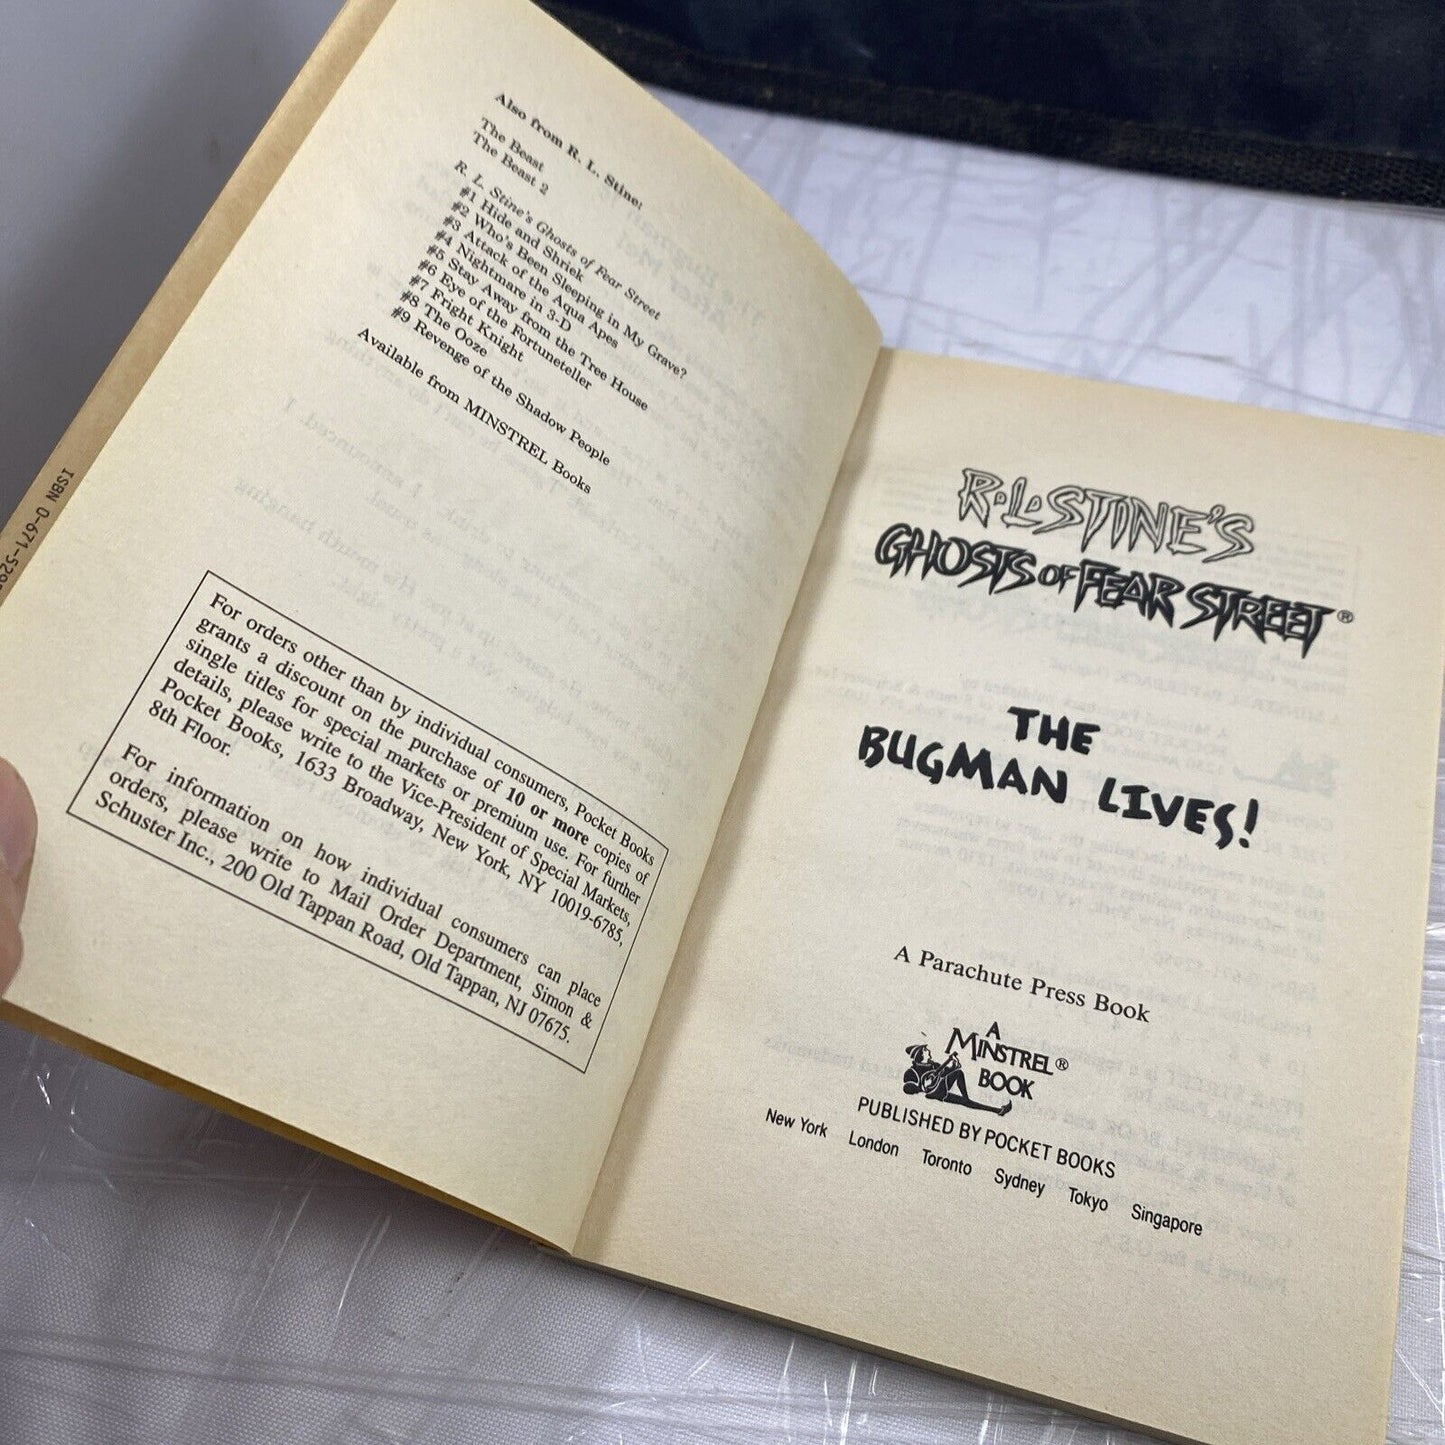 Also from R. L. Stine:
The Beast
The Beast 2
R. L. Stine's Ghosts of Fear Street
#1 Hide and Shriek
#2 Who's Been Sleeping in My Grave?
#3 Attack of the Aqua Apes
#4 Nightmare in 3-D
#5 Stay Away from the Tree House
#6 Eye of the Fortuneteller
#7 Fright Knight
#8 The Ooze
#9 Revenge of the Shadow People
Available from MINSTREL Books
ISBN 0-671-529
For orders other than by individual consumers, Pocket Books
grants a discount on the purchase of 10 or more copies of
single titles for special markets or premium use. For further
details, please write to the Vice-President of Special Markets,
Pocket Books, 1633 Broadway, New York, NY 10019-6785,
8th Floor.
For information on how individual consumers can place
orders, please write to Mail Order Department, Simon &
Schuster Inc., 200 Old Tappan Road, Old Tappan, NJ 07675.
R•L•STINE'S
GHOSTS OF FEAR STREET®
THE
BUGMAN LIVES!
A Parachute Press Book
A
MINSTREL®
BOOK
PUBLISHED BY POCKET BOOKS
New York London Toronto Sydney Tokyo Singapore